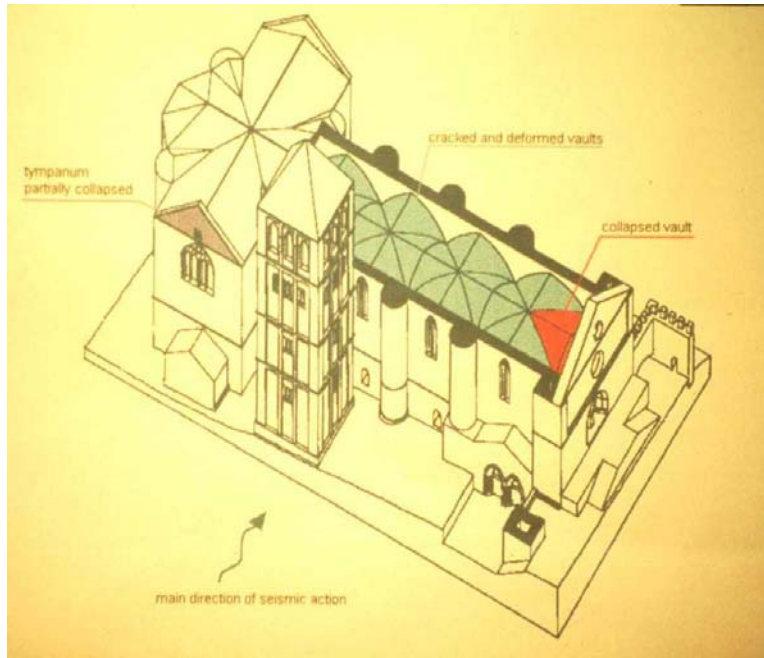 cracked and deformed vaults
tympanum
partially collapsed
collapsed vault
main direction of seismic action